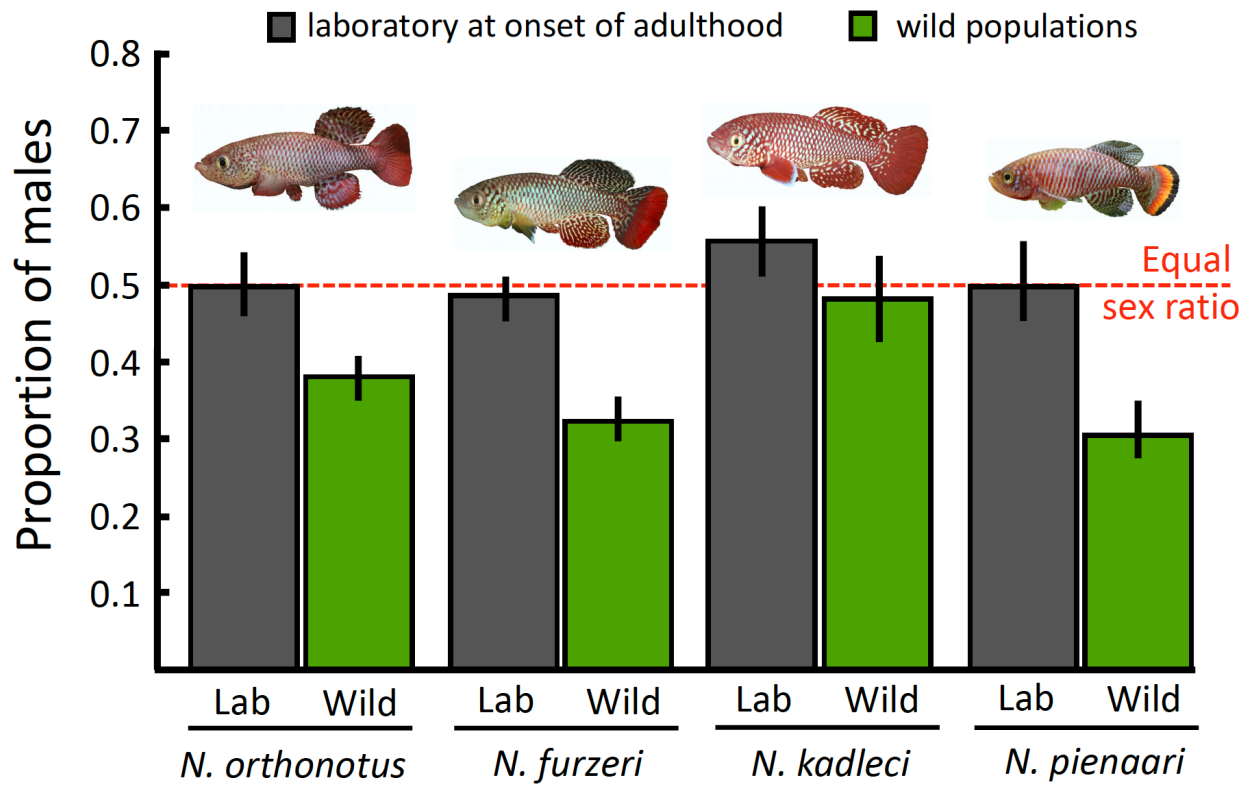 laboratory at onset of adulthood
wild populations
Proportion of males
0.8
0.7
0.6
0.5
0.4
0.3
0.2
0.1
Equal
sex ratio
Lab Wild Lab Wild Lab Wild Lab Wild
N. orthonotus N. furzeri N. kadleci N. pienaari